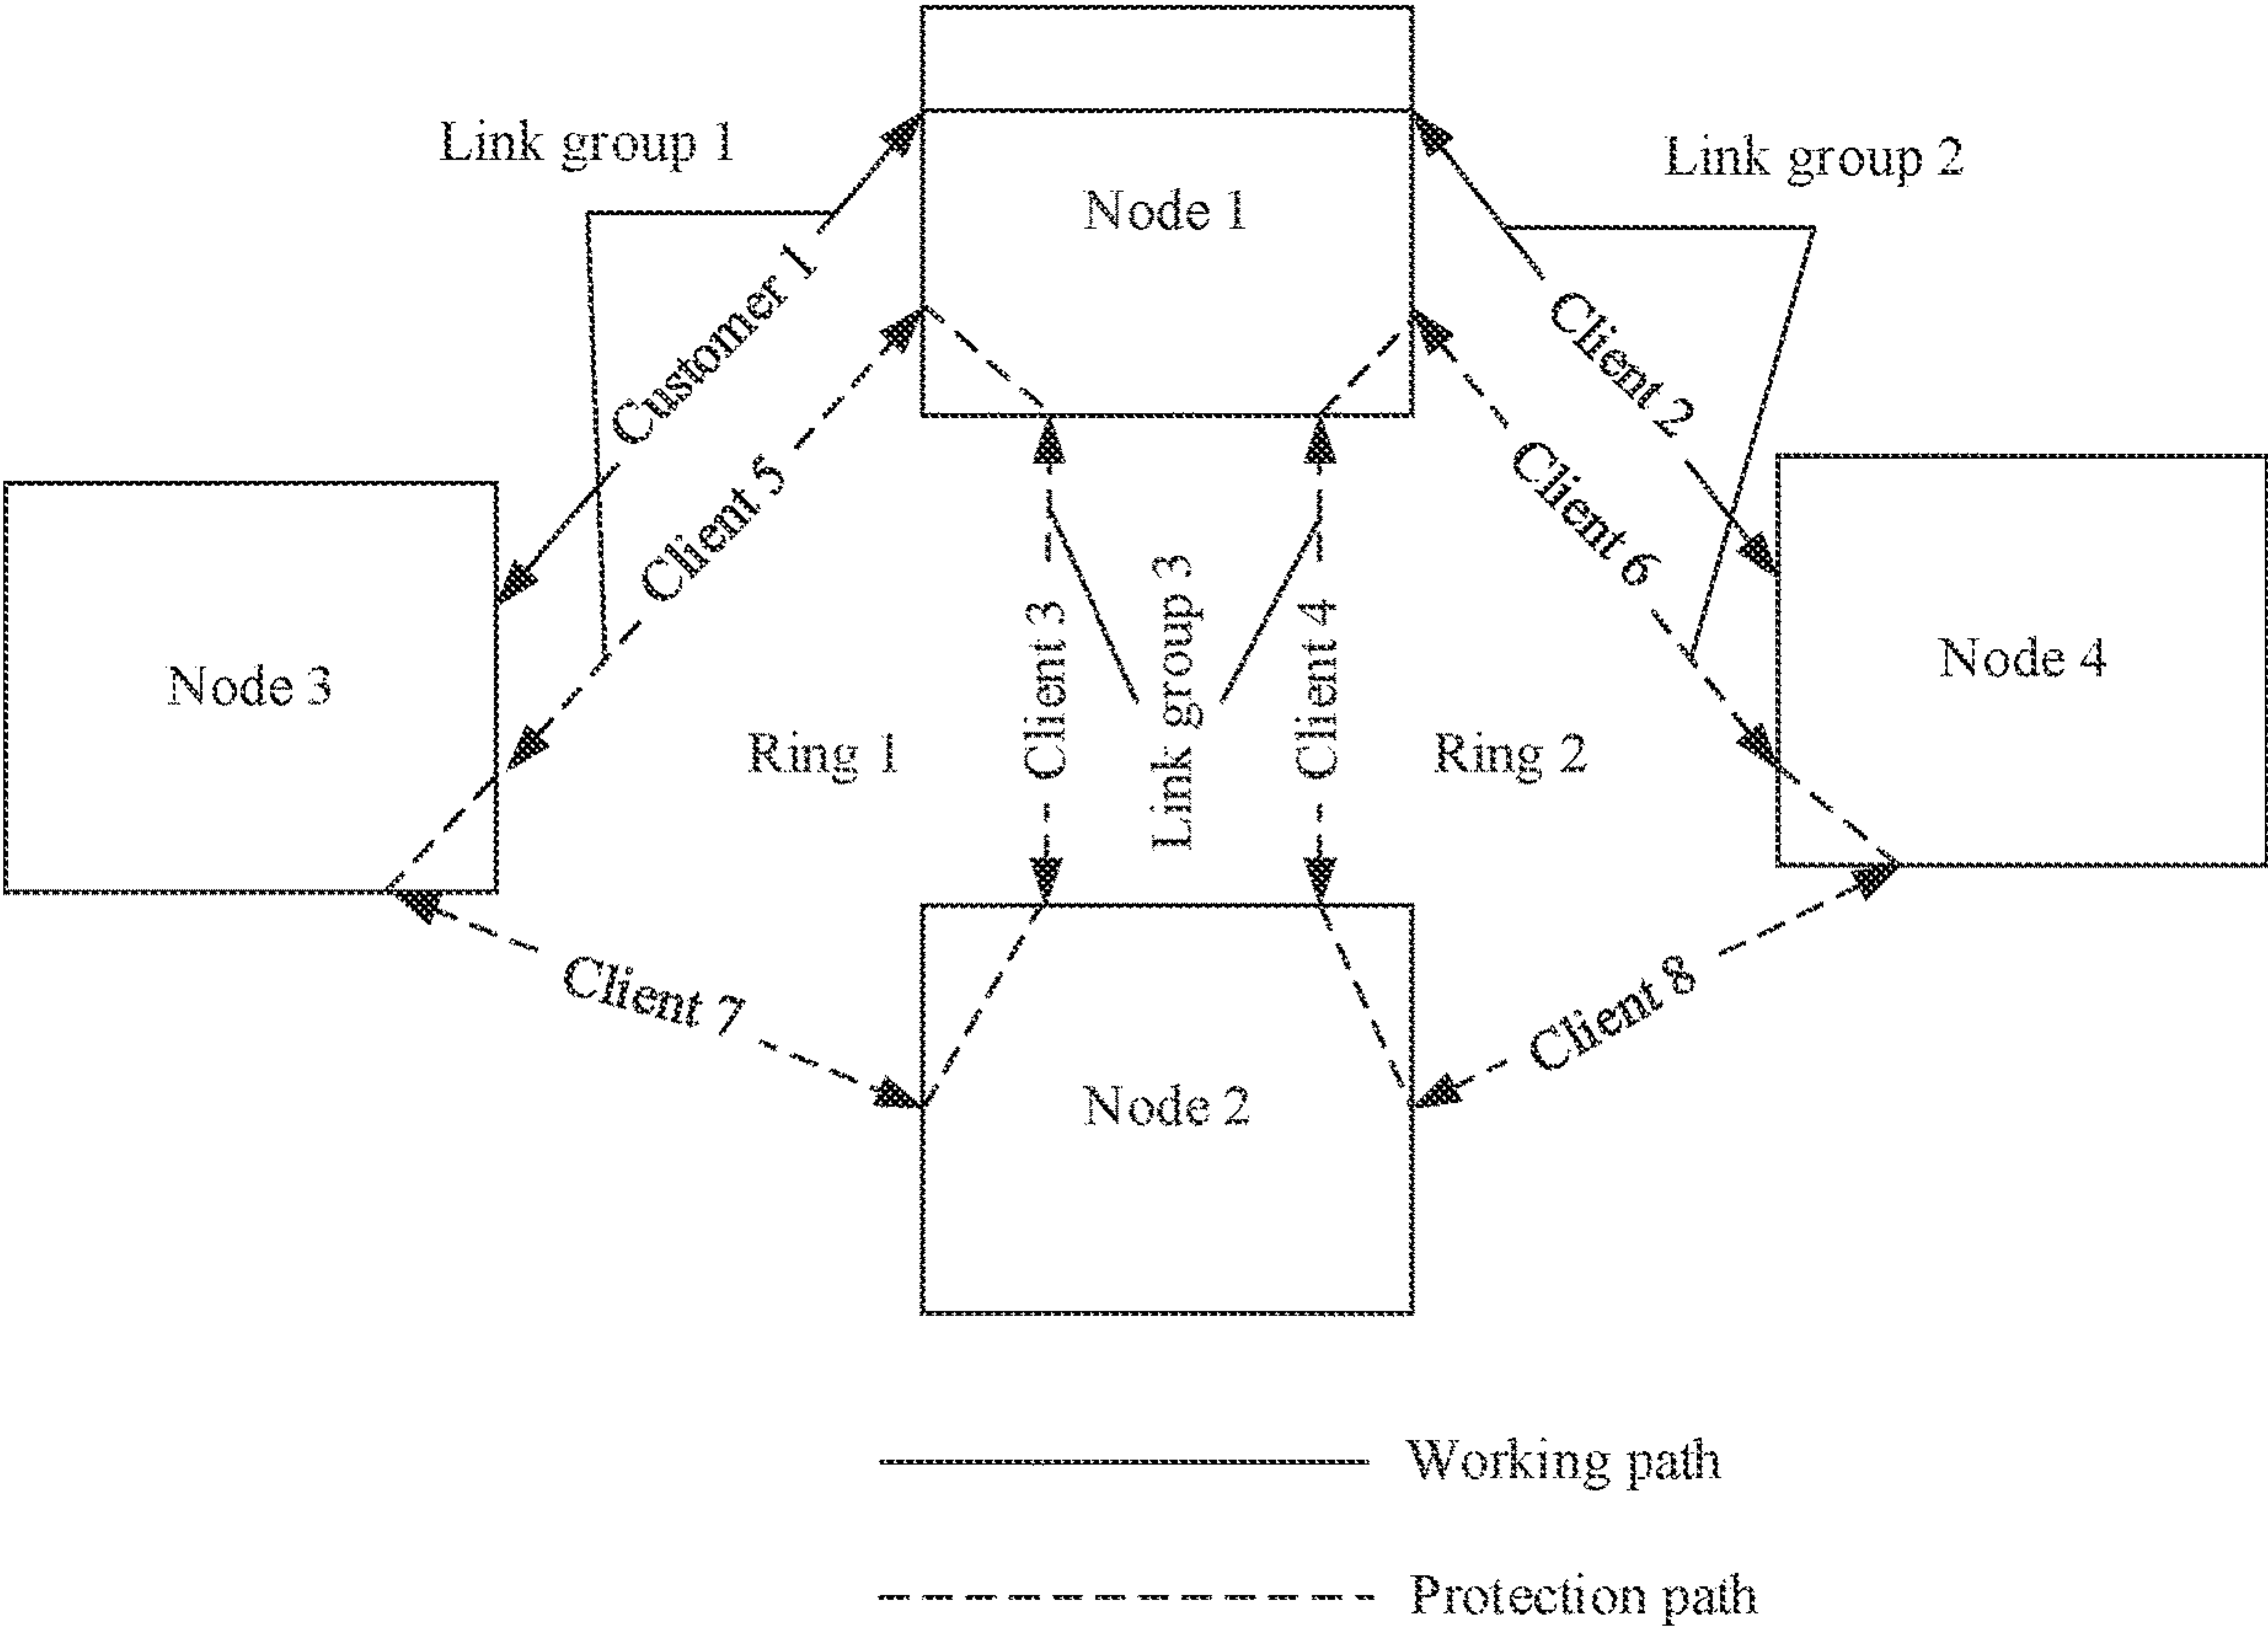 Link group 1
Link group 2
Node 1
Customer 1
Client 2
Client 5
Client 6
Node 3
Client 3
Link group 3
Client 4
Node 4
Ring 1
Ring 2
Client 7
Client 8
Node 2
Working path
Protection path